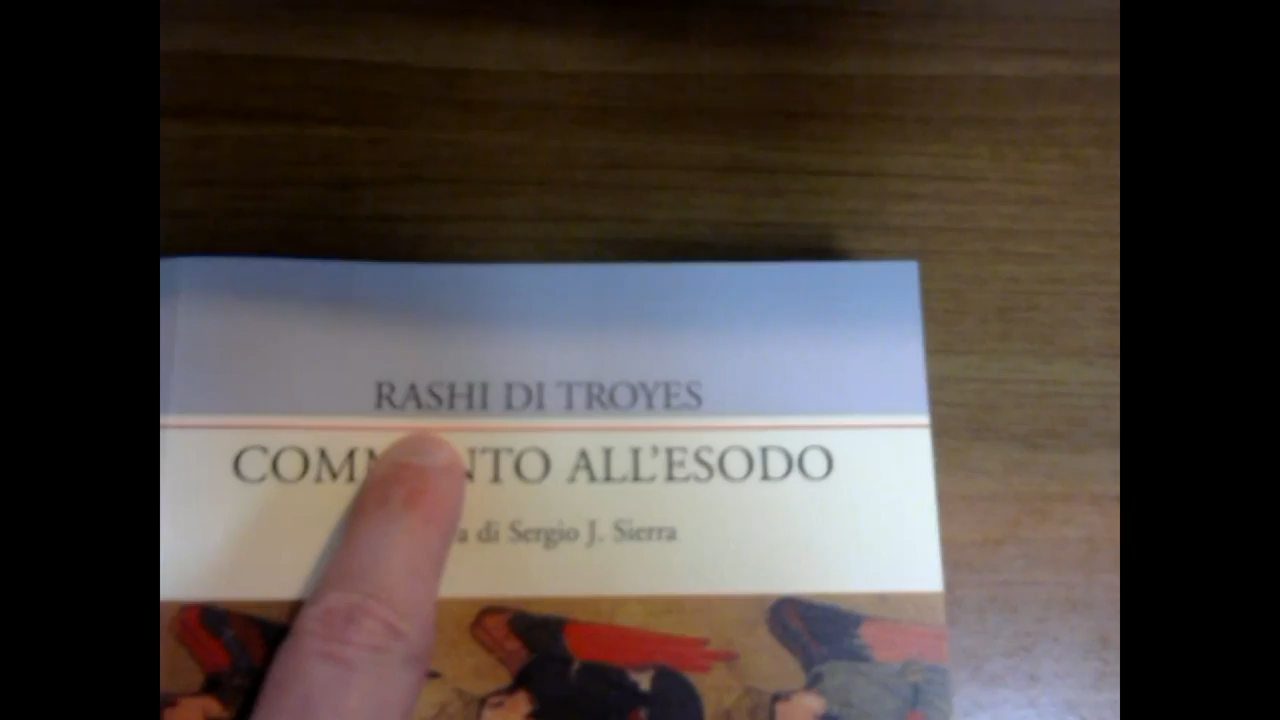 RASHI DI TROYES
COMMENTO ALL'ESODO
di Sergio J. Sierra